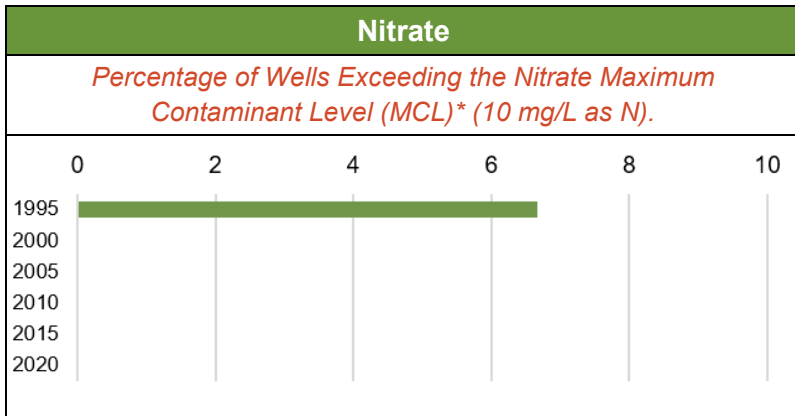 Nitrate
Percentage of Wells Exceeding the Nitrate Maximum
Contaminant Level (MCL)* (10 mg/L as N).
0 2 4 6 8 10
1995
2000
2005
2010
2015
2020